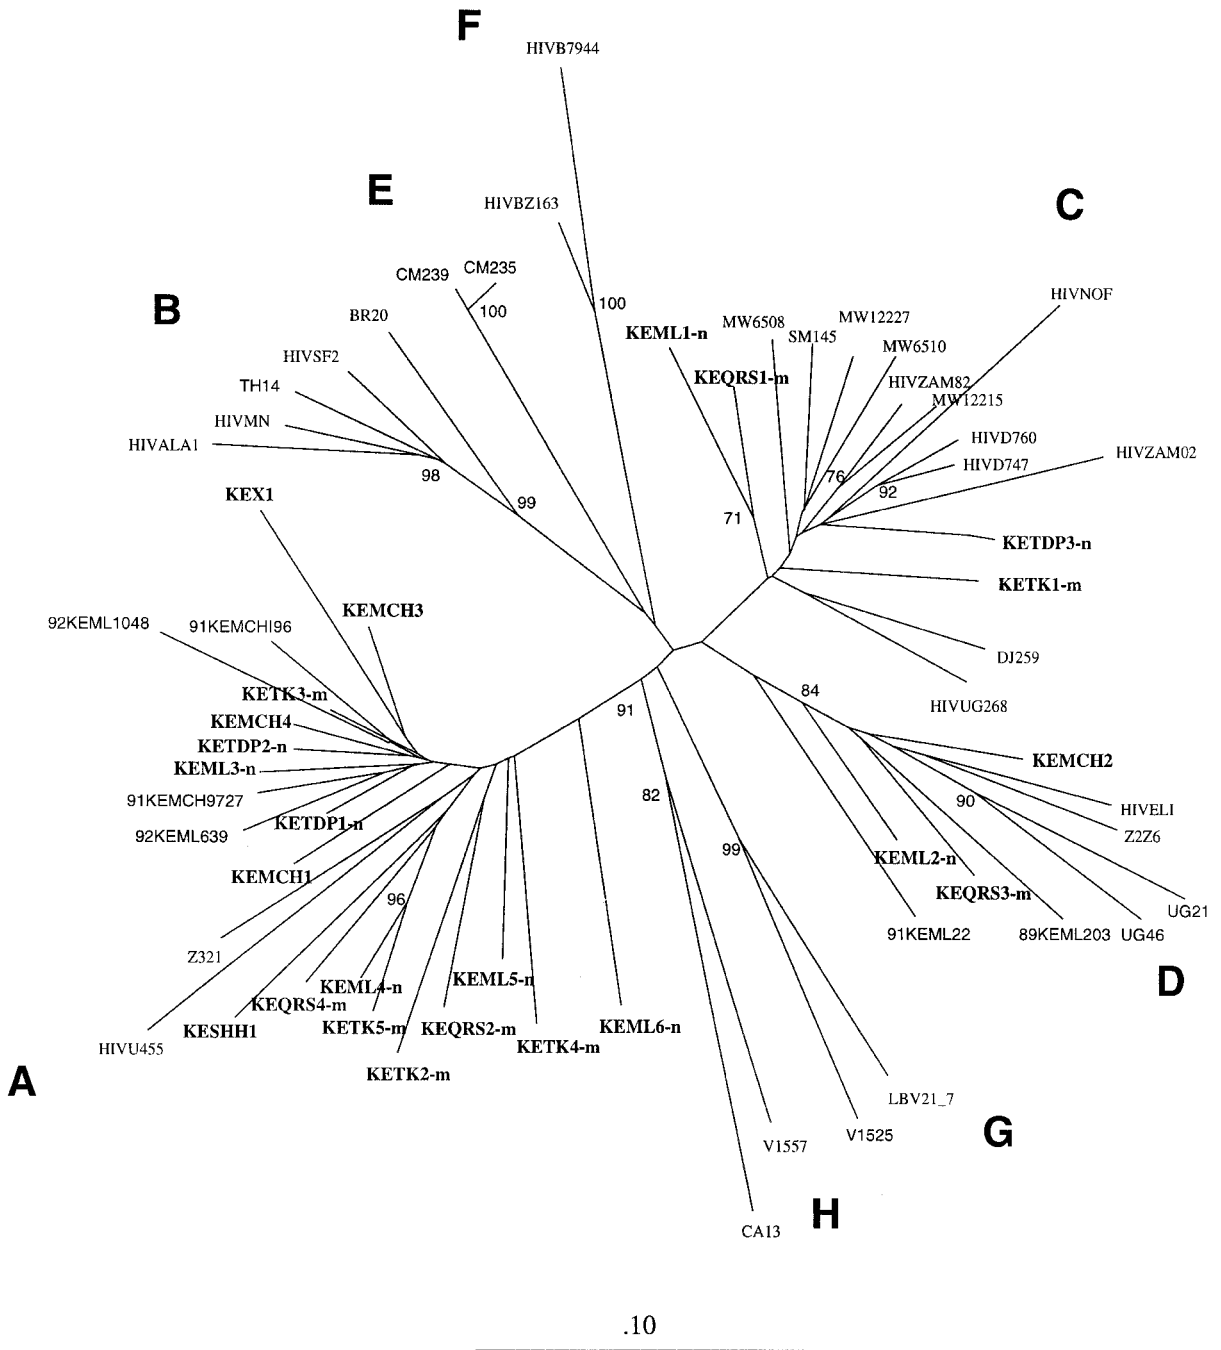 F
HIVB7944
E
HIVBZ163
C
CM239
CM235
100
100
HIVNOF
B
BR20
KEML1-n
MW6508
SM145
MW12227
MW6510
HIVSF2
TH14
KEQRS1-m
HIVZAM82
MW12215
HIVMN
HIVALA1
HIVD760
HIVZAM02
HIVD747
98
76
92
KEX1
99
71
KETDP3-n
KETK1-m
KEMCH3
92KEML1048
91KEMCHI96
DJ259
KETK3-m
84
HIVUG268
KEMCH4
91
KETDP2-n
KEML3-n
KEMCH2
91KEMCH9727
82
90
HIVELI
KETDP1-n
92KEML639
Z2Z6
99
KEML2-n
KEMCH1
KEQRS3-m
96
UG21
91KEML22
89KEML203
UG46
Z321
KEML5-n
D
KEML4-n
KEQRS4-m
KESHH1
KETK5-m
KEQRS2-m
KEML6-n
HIVU455
KETK4-m
KETK2-m
A
LBV21_7
V1525
G
V1557
H
CA13
.10